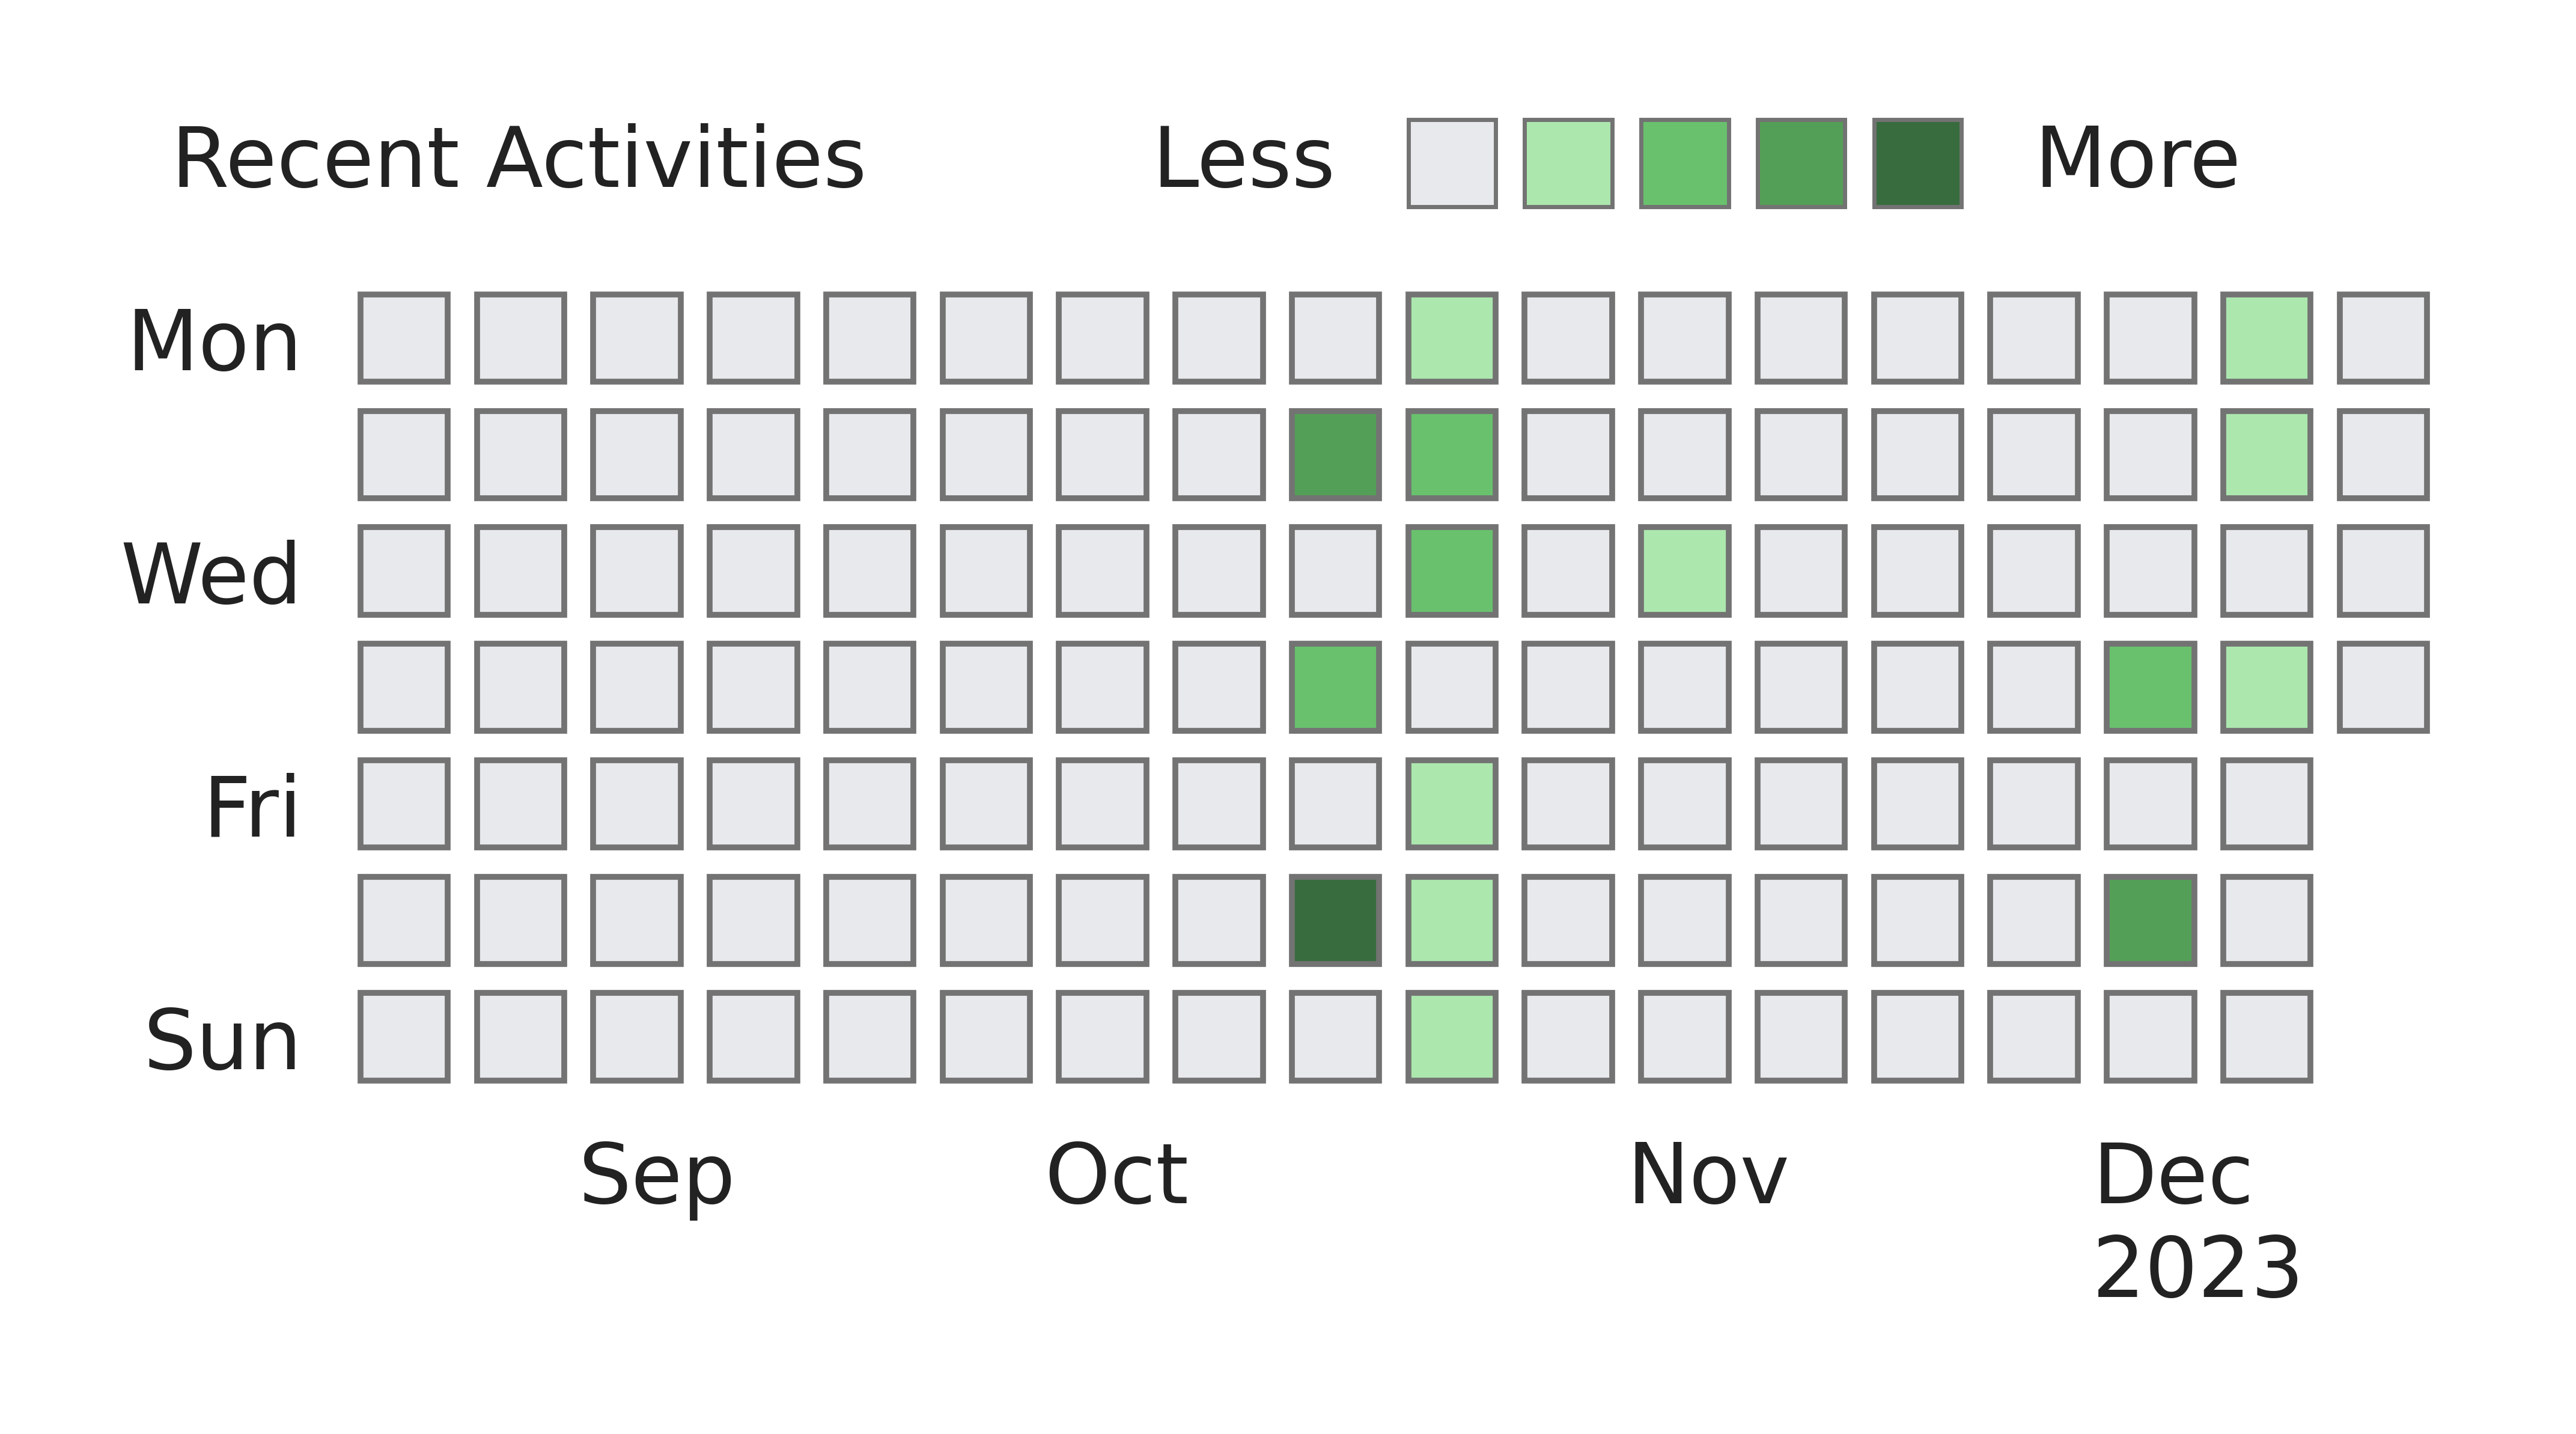 Recent Activities
Less More
Mon
Wed
Fri
Sun
Sep Oct Nov Dec
2023